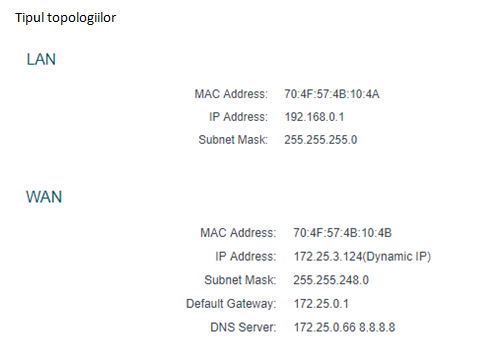 Tipul topologiilor
LAN
MAC Address: 70:4F:57:4B:10:4A
IP Address: 192.168.0.1
Subnet Mask: 255.255.255.0
WAN
MAC Address: 70:4F:57:4B:10:4B
IP Address: 172.25.3.124(Dynamic IP)
Subnet Mask: 255.255.248.0
Default Gateway: 172.25.0.1
DNS Server: 172.25.0.66 8.8.8.8